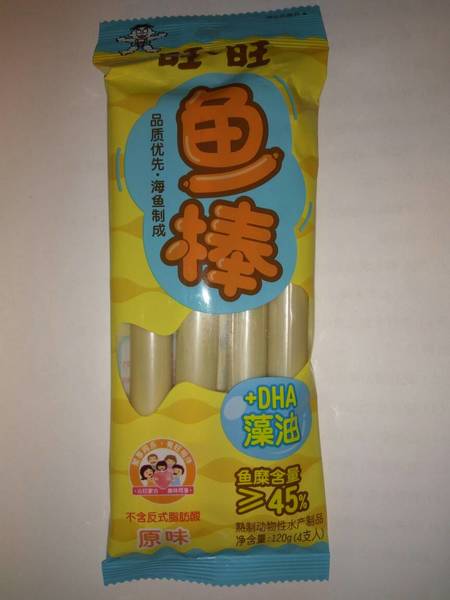 旺·旺
鱼棒
品质优先·海鱼制成
+DHA
藻油
鱼糜含量
≥45%
不含反式脂肪酸
原味
熟制动物性水产制品
净含量:120g(4支入)